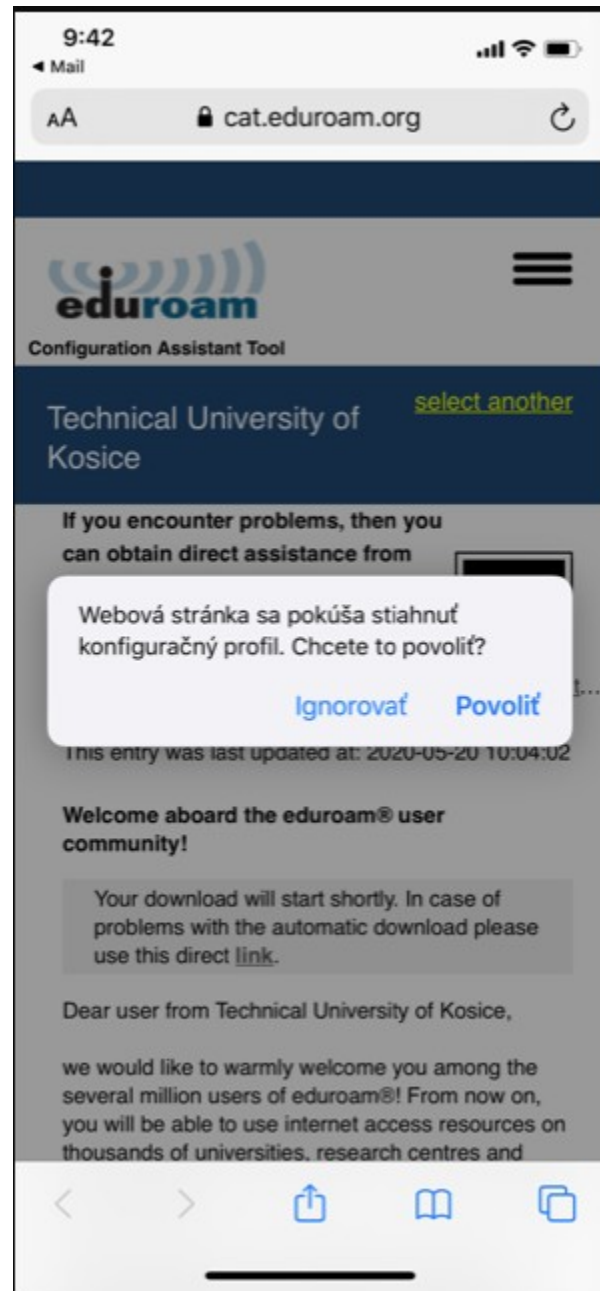 9:42
◀ Mail
AA cat.eduroam.org
eduroam
Configuration Assistant Tool
Technical University of
Kosice
select another
If you encounter problems, then you
can obtain direct assistance from
Webová stránka sa pokúša stiahnuť
konfiguračný profil. Chcete to povoliť?
Ignorovať Povoliť
This entry was last updated at: 2020-05-20 10:04:02
Welcome aboard the eduroam® user
community!
Your download will start shortly. In case of
problems with the automatic download please
use this direct link.
Dear user from Technical University of Kosice,
we would like to warmly welcome you among the
several million users of eduroam®! From now on,
you will be able to use internet access resources on
thousands of universities, research centres and